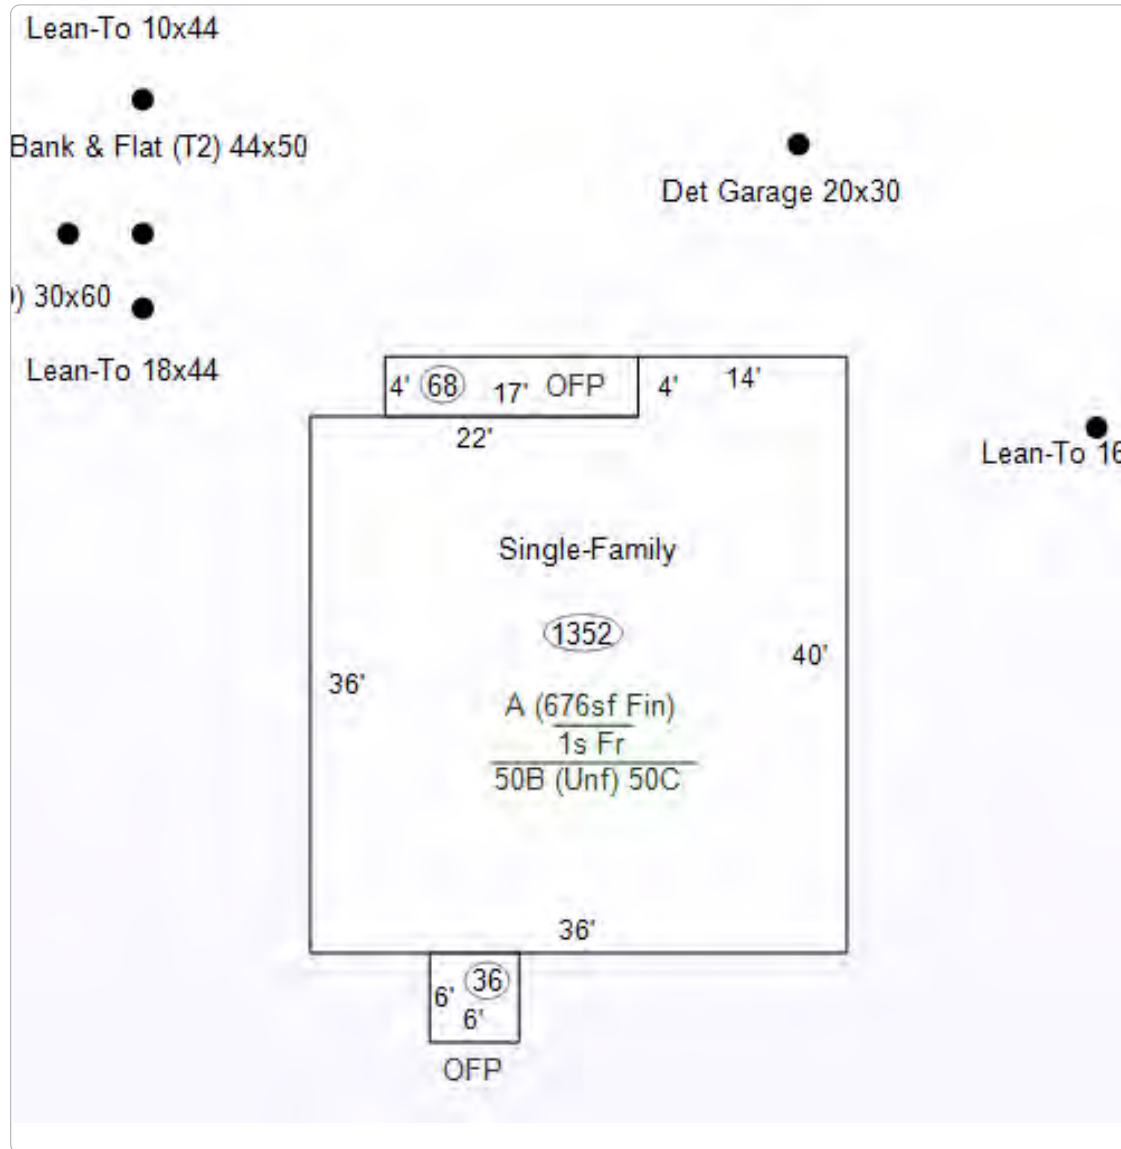 Lean-To 10x44
Bank & Flat (T2) 44x50
Det Garage 20x30
) 30x60
Lean-To 18x44
4' 68 17' OFP 4' 14'
22'
Lean-To 16
Single-Family
1352
40'
36'
A (676sf Fin)
1s Fr
50B (Unf) 50C
36'
36
6'
6'
OFP